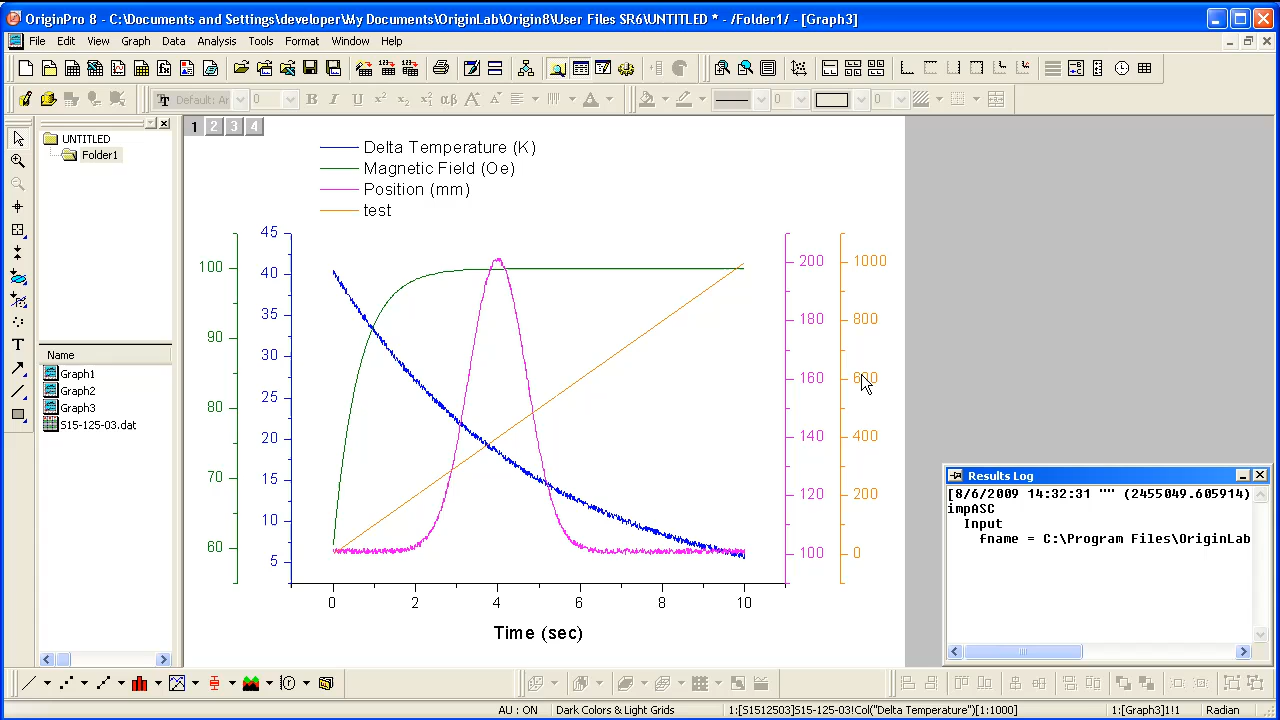 OriginPro 8 - C:\Documents and Settings\developer\My Documents\OriginLab\Origin8\User Files SR6\UNTITLED * - /Folder1/ - [Graph3]
File Edit View Graph Data Analysis Tools Format Window Help
Default: Ar 0 B I U 0 0
UNTITLED
Folder1
1 2 3 4
Delta Temperature (K)
Magnetic Field (Oe)
Position (mm)
test
45 40 35 30 25 20 15 10 5
100 90 80 70 60
200 180 160 140 120 100
1000 800 400 200 0
0 2 4 6 8 10
Time (sec)
Name
Graph1
Graph2
Graph3
S15-125-03.dat
Results Log
[8/6/2009 14:32:31 "" (2455049.605914)
impASC
Input
fname = C:\Program Files\OriginLab
AU : ON Dark Colors & Light Grids 1:[S1512503]S15-125-03!Col("Delta Temperature")[1:1000] 1:[Graph3]1!1 Radian